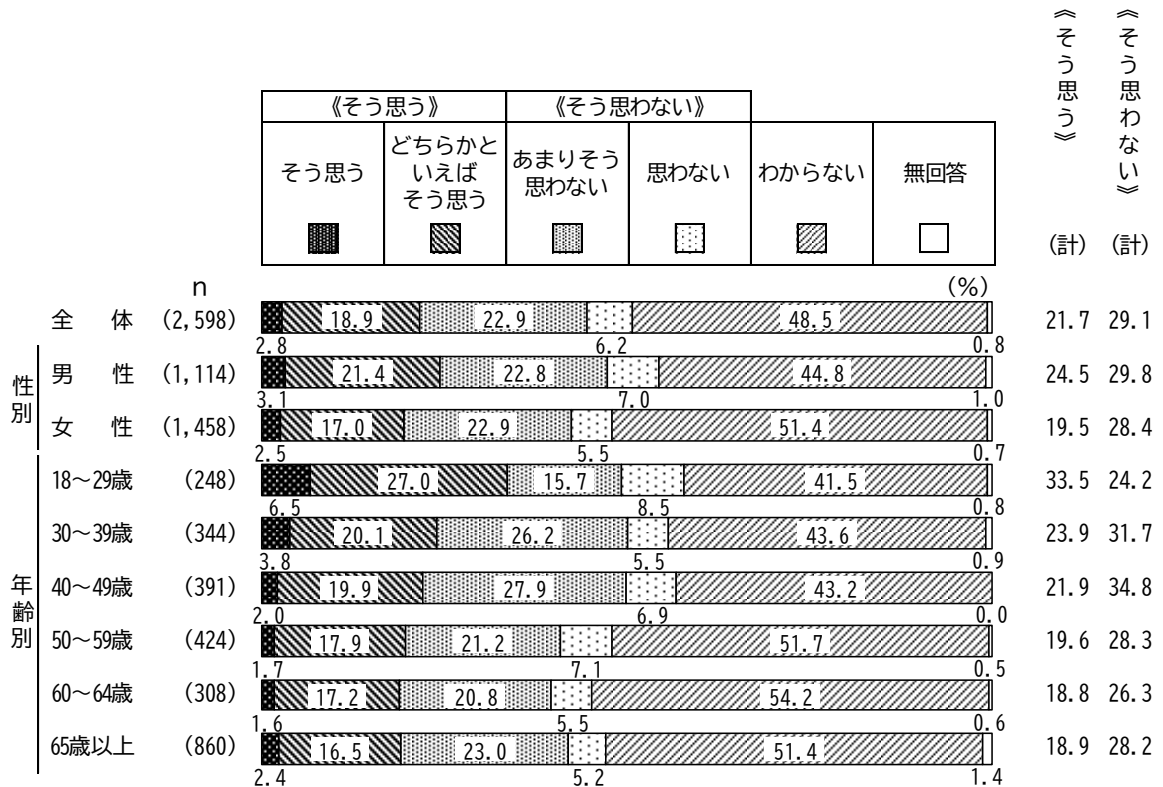 《そう思う》 《そう思わない》
《そう思う》 《そう思わない》
そう思う どちらかと あまりそう 思わない わからない 無回答
いえば 思わない
そう思う
(計) (計)
n (%)
全 体 (2,598) 18.9 22.9 48.5 21.7 29.1
2.8 6.2 0.8
性別
男 性 (1,114) 21.4 22.8 44.8 24.5 29.8
3.1 7.0 1.0
女 性 (1,458) 17.0 22.9 51.4 19.5 28.4
2.5 5.5 0.7
年齢別
18～29歳 (248) 27.0 15.7 41.5 33.5 24.2
6.5 8.5 0.8
30～39歳 (344) 20.1 26.2 43.6 23.9 31.7
3.8 5.5 0.9
40～49歳 (391) 19.9 27.9 43.2 21.9 34.8
2.0 6.9 0.0
50～59歳 (424) 17.9 21.2 51.7 19.6 28.3
1.7 7.1 0.5
60～64歳 (308) 17.2 20.8 54.2 18.8 26.3
1.6 5.5 0.6
65歳以上 (860) 16.5 23.0 51.4 18.9 28.2
2.4 5.2 1.4